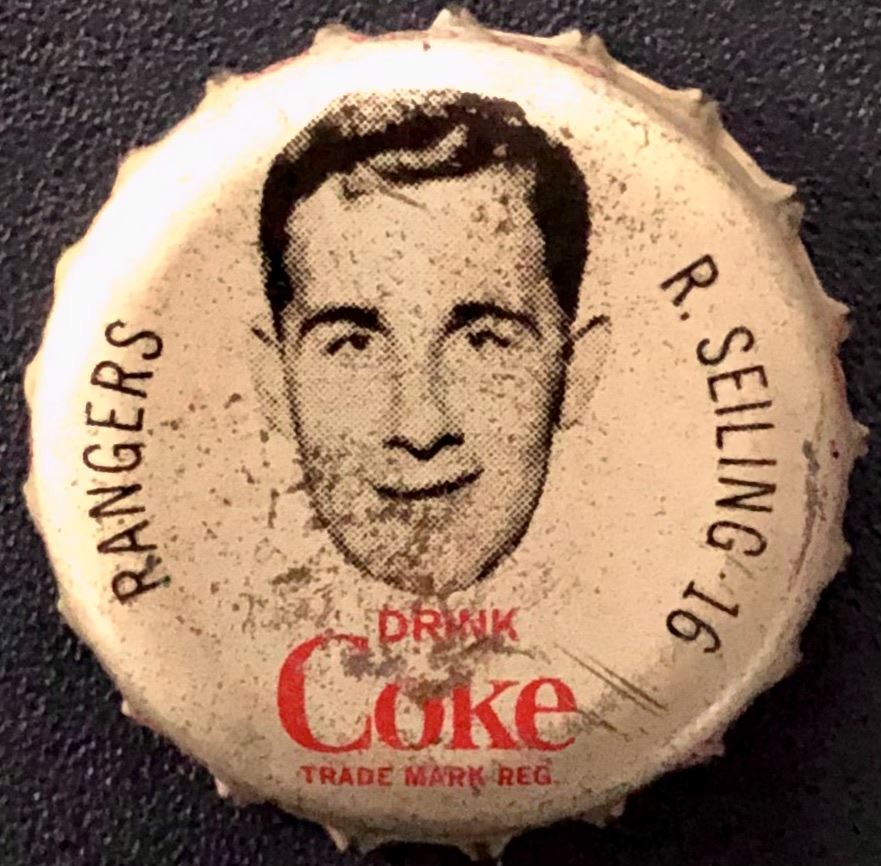 RANGERS
R. SEILING 16
DRINK
Coke
TRADE MARK REG.